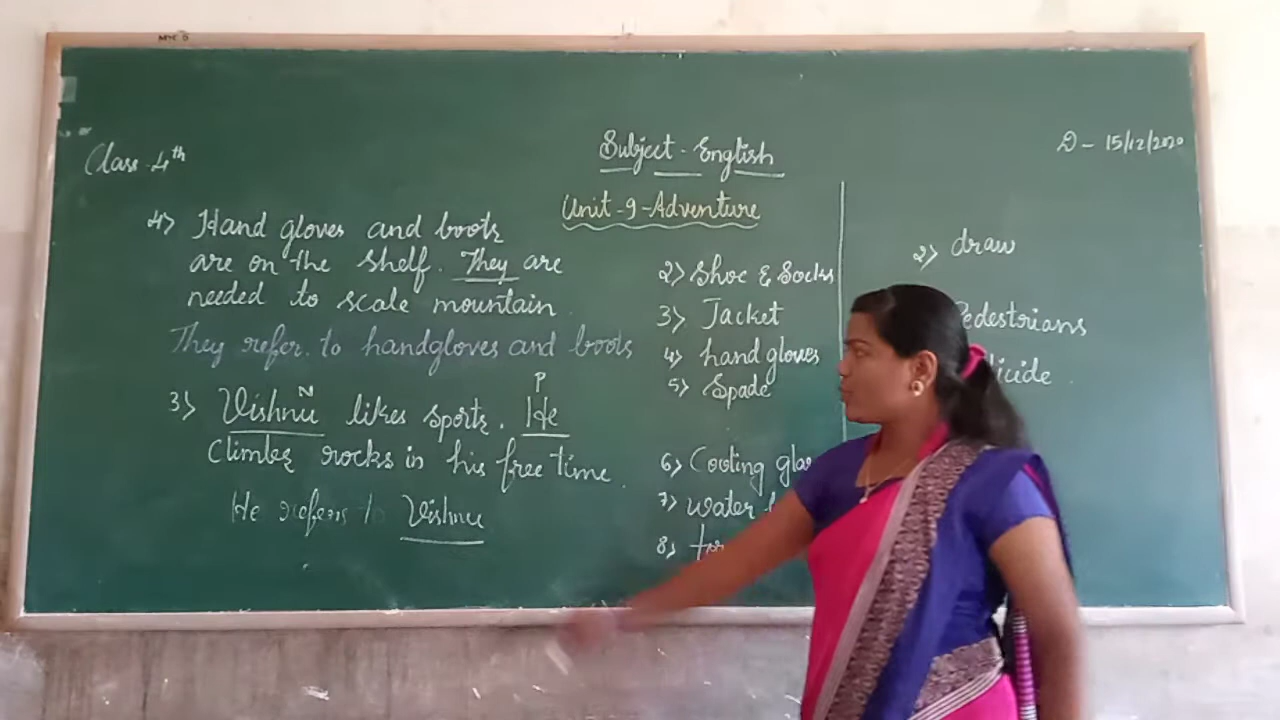 Class - 4th
Subject - English
D - 15/12/2020
Unit - 9 - Adventure
4> Hand gloves and boots
are on the shelf. They are
needed to scale mountain.
They refer to handgloves and boots
3> Vishnu likes sports. He
N
P
Climbs rocks in his free time.
He refers to Vishnu
2> Shoe & Socks
3> Jacket
4> hand gloves
5> Spade
6> Cooling
7> Water
8>
2> draw
Pedestrians